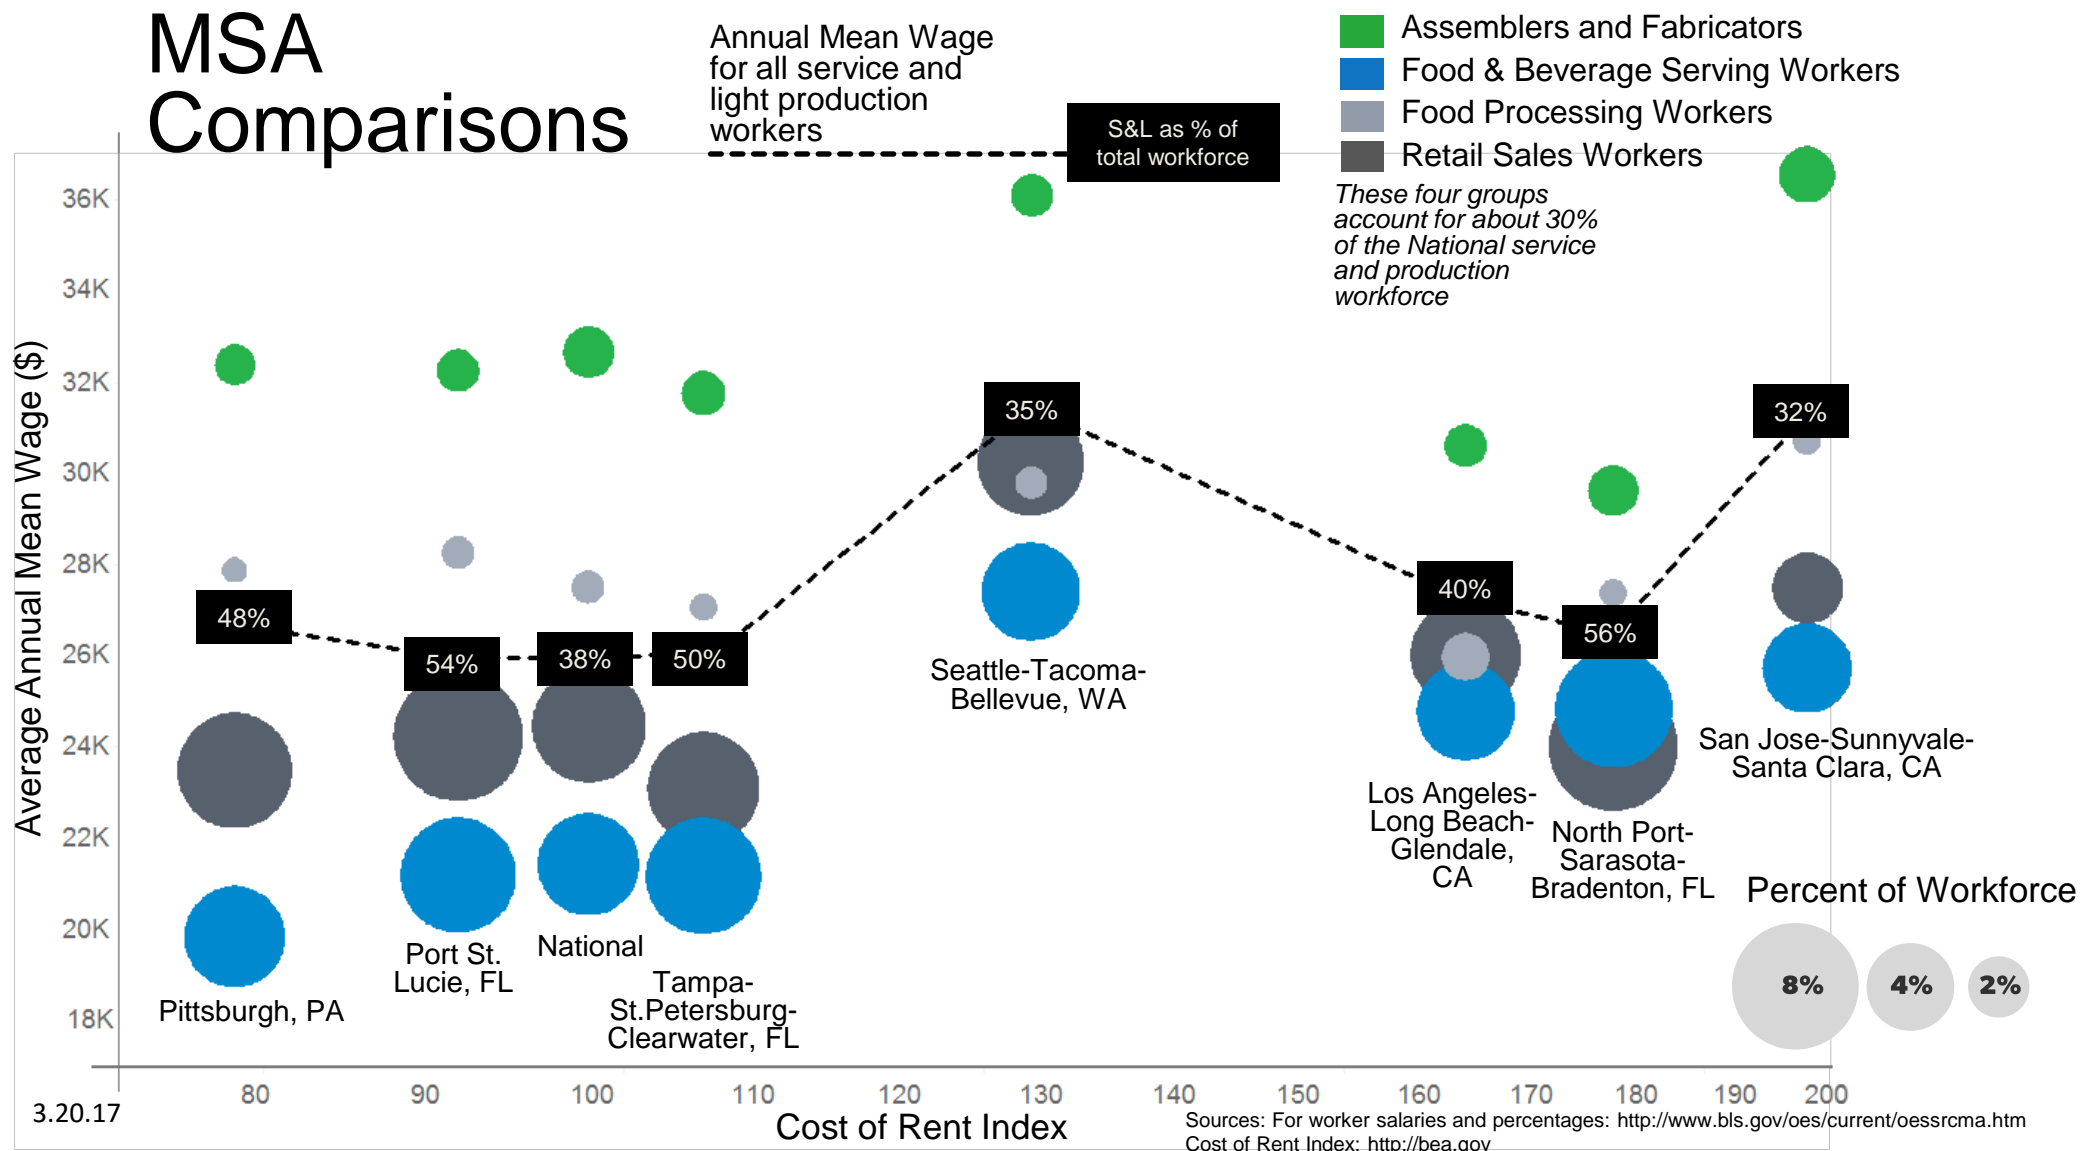 MSA
Comparisons
Annual Mean Wage
for all service and
light production
workers
S&L as % of
total workforce
Assemblers and Fabricators
Food & Beverage Serving Workers
Food Processing Workers
Retail Sales Workers
These four groups
account for about 30%
of the National service
and production
workforce
Average Annual Mean Wage ($)
36K
34K
32K
30K
28K
26K
24K
22K
20K
18K
48%
54%
38%
50%
35%
40%
56%
32%
Pittsburgh, PA
Port St.
Lucie, FL
National
Tampa-
St.Petersburg-
Clearwater, FL
Seattle-Tacoma-
Bellevue, WA
Los Angeles-
Long Beach-
Glendale,
CA
North Port-
Sarasota-
Bradenton, FL
San Jose-Sunnyvale-
Santa Clara, CA
Percent of Workforce
8%
4%
2%
80
90
100
110
120
130
140
150
160
170
180
190
200
Cost of Rent Index
3.20.17
Sources: For worker salaries and percentages: http://www.bls.gov/oes/current/oessrcma.htm
Cost of Rent Index: http://bea.gov